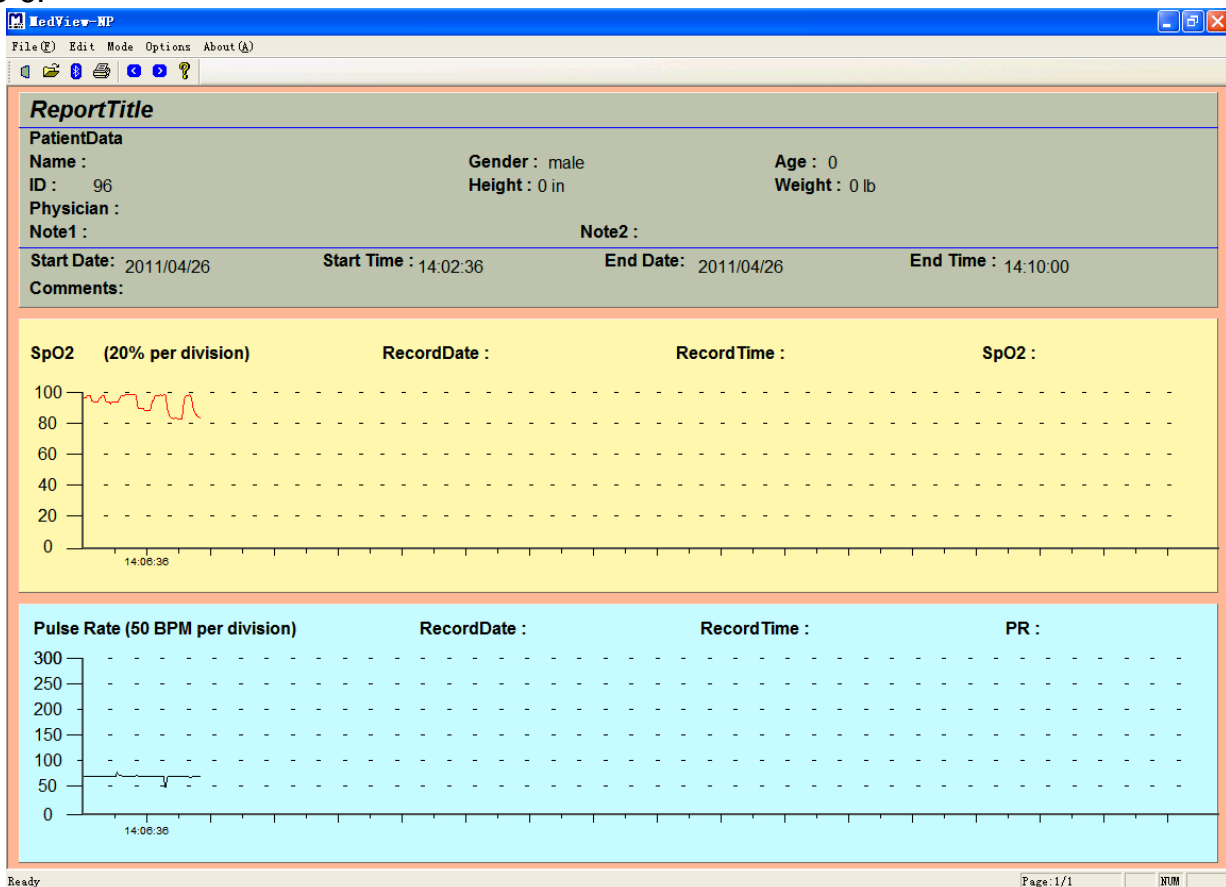 MedView-NP
File(F) Edit Mode Options About(A)
ReportTitle
PatientData
Name : Gender : male Age : 0
ID : 96 Height : 0 in Weight : 0 lb
Physician :
Note1 : Note2 :
Start Date: 2011/04/26 Start Time : 14:02:36 End Date: 2011/04/26 End Time : 14:10:00
Comments:
SpO2 (20% per division) RecordDate : RecordTime : SpO2 :
100
80
60
40
20
0
14:06:36
Pulse Rate (50 BPM per division) RecordDate : RecordTime : PR :
300
250
200
150
100
50
0
14:06:36
Ready Page:1/1 NUM